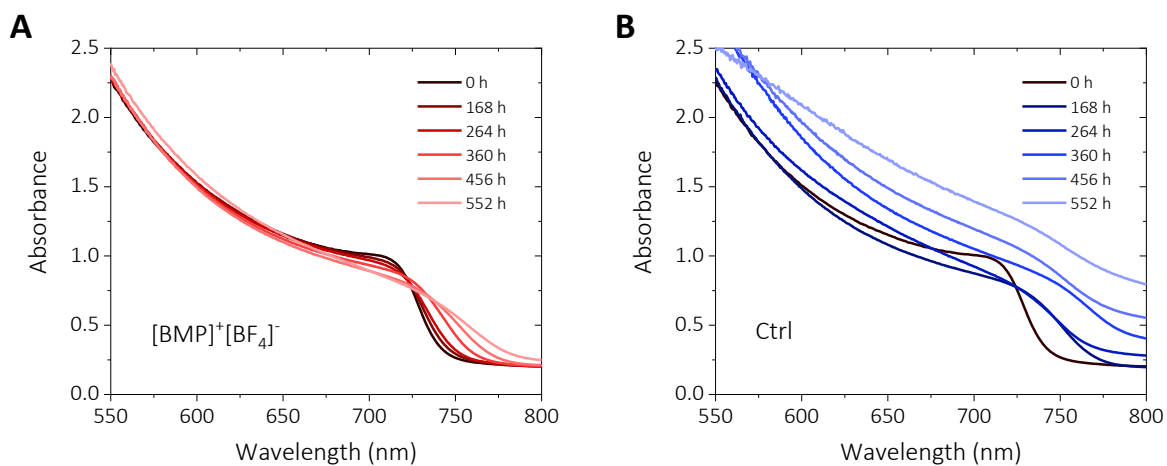 A
2.5
2.0
1.5
1.0
0.5
0.0
Absorbance
0 h
168 h
264 h
360 h
456 h
552 h
[BMP]⁺[BF₄]⁻
550 600 650 700 750 800
Wavelength (nm)
B
2.5
2.0
1.5
1.0
0.5
0.0
Absorbance
0 h
168 h
264 h
360 h
456 h
552 h
Ctrl
550 600 650 700 750 800
Wavelength (nm)